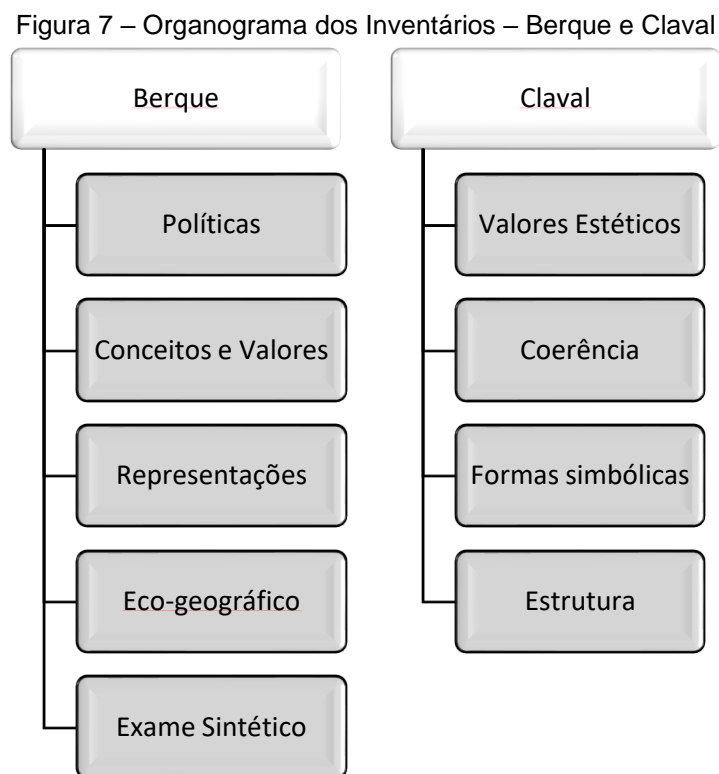 Figura 7 – Organograma dos Inventários – Berque e Claval
Berque
Políticas
Conceitos e Valores
Representações
Eco-geográfico
Exame Sintético
Claval
Valores Estéticos
Coerência
Formas simbólicas
Estrutura